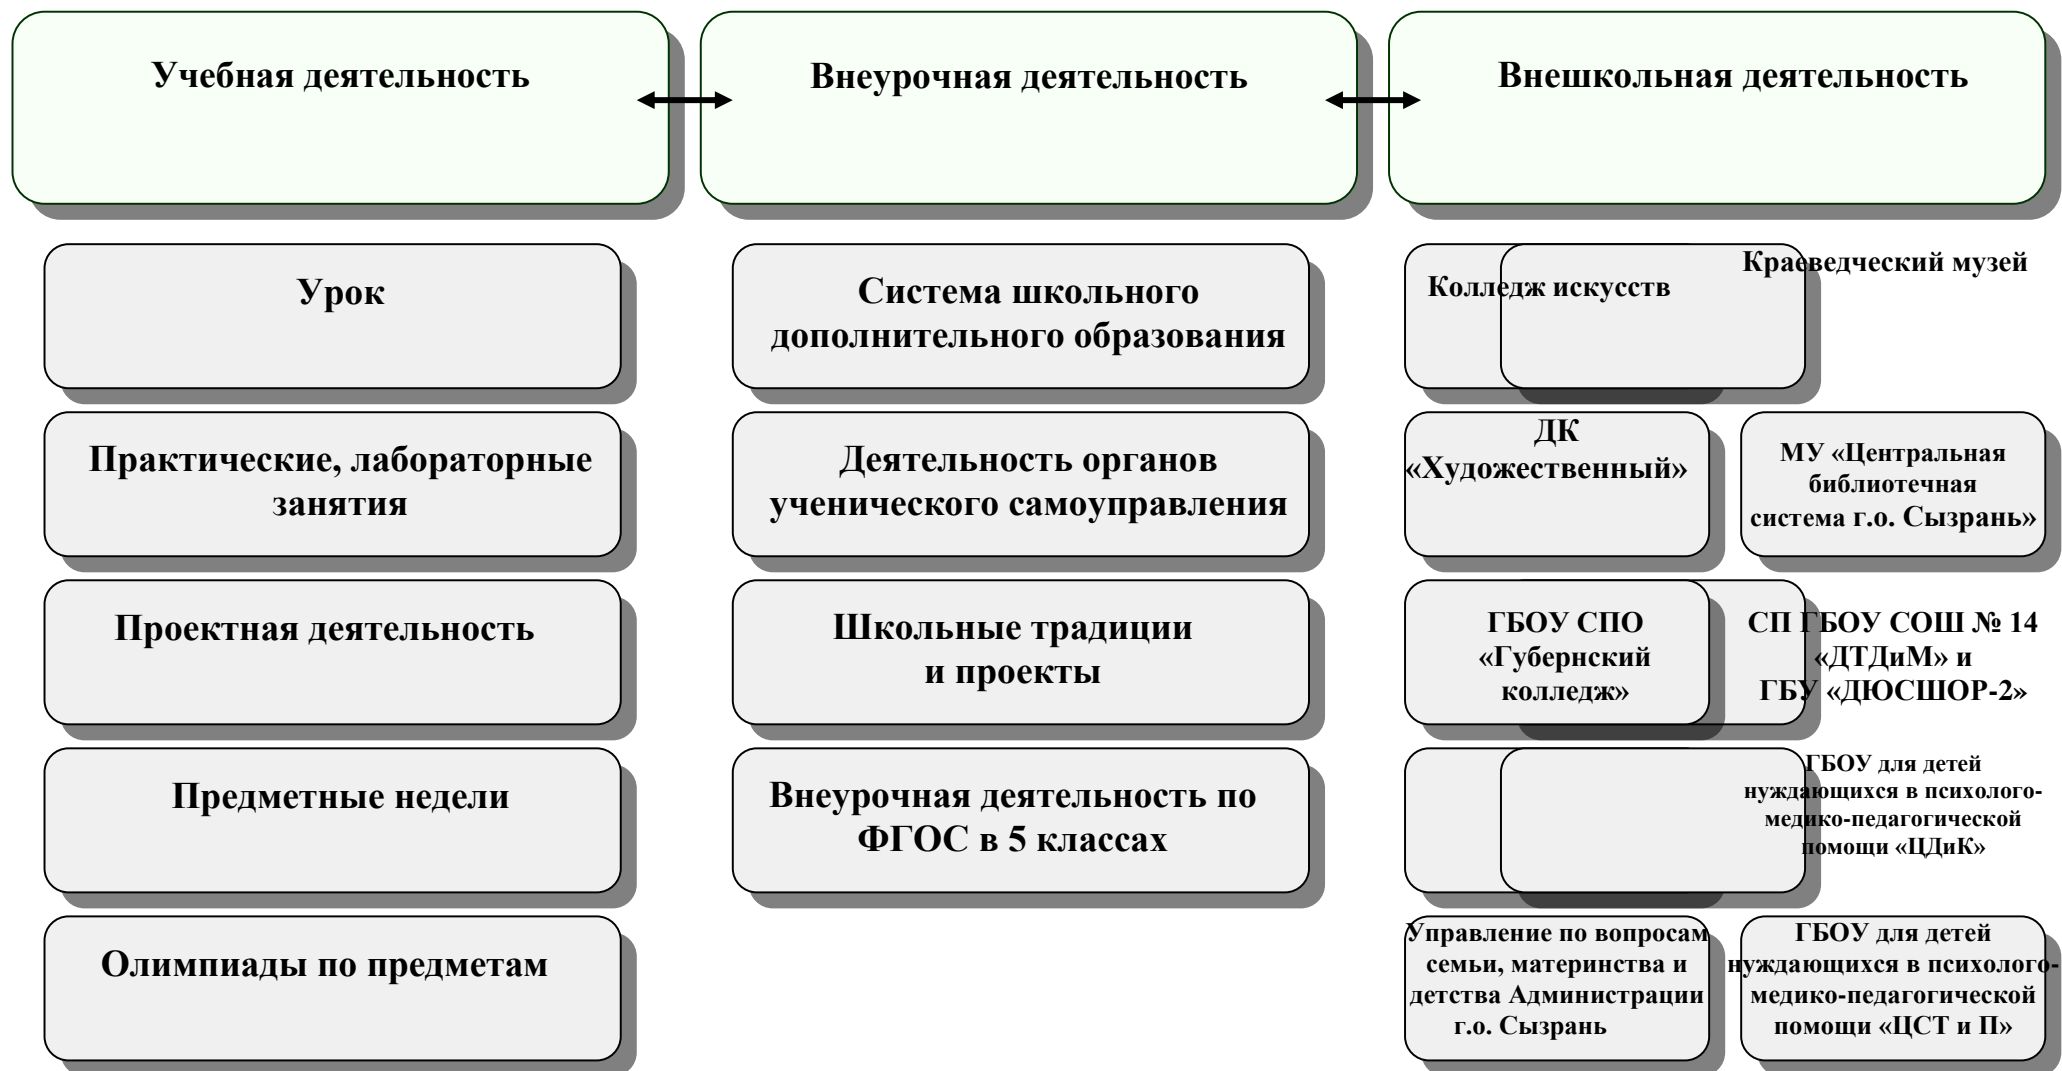 Учебная деятельность
Внеурочная деятельность
Внешкольная деятельность
Урок
Практические, лабораторные
занятия
Проектная деятельность
Предметные недели
Олимпиады по предметам
Система школьного
дополнительного образования
Деятельность органов
ученического самоуправления
Школьные традиции
и проекты
Внеурочная деятельность по
ФГОС в 5 классах
Колледж искусств
Краеведческий музей
ДК
«Художественный»
МУ «Центральная
библиотечная
система г.о. Сызрань»
ГБОУ СПО
«Губернский
колледж»
СП ГБОУ СОШ № 14
«ДТДиМ» и
ГБУ «ДЮСШОР-2»
ГБОУ для детей
нуждающихся в психолого-
медико-педагогической
помощи «ЦДиК»
Управление по вопросам
семьи, материнства и
детства Администрации
г.о. Сызрань
ГБОУ для детей
нуждающихся в психолого-
медико-педагогической
помощи «ЦСТ и П»